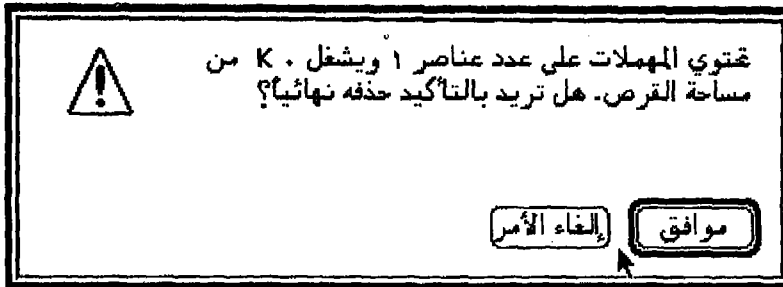 تحتوي المهملات على عدد عناصر ١ ويشغل ٠ K من
مساحة القرص. هل تريد بالتأكيد حذفه نهائياً؟
موافق
إلغاء الأمر